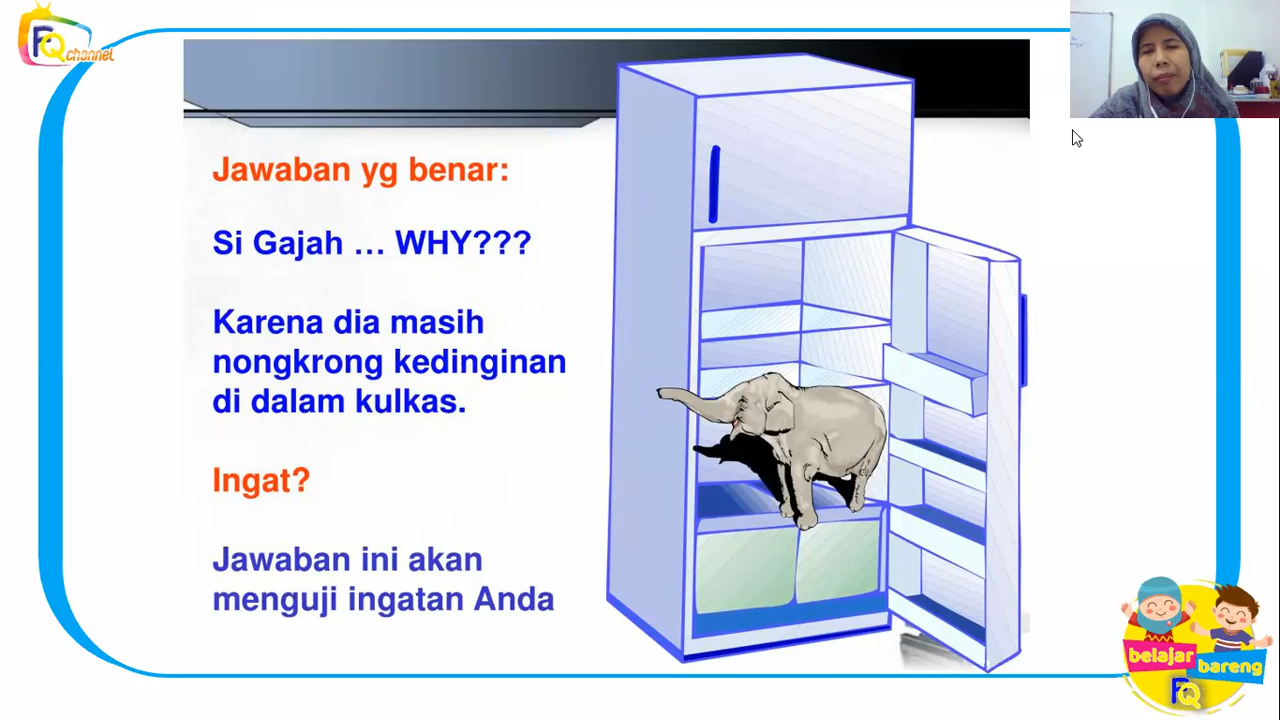 FQ
channel
Jawaban yg benar:
Si Gajah … WHY???
Karena dia masih
nongkrong kedinginan
di dalam kulkas.
Ingat?
Jawaban ini akan
menguji ingatan Anda
belajar
bareng
FQ